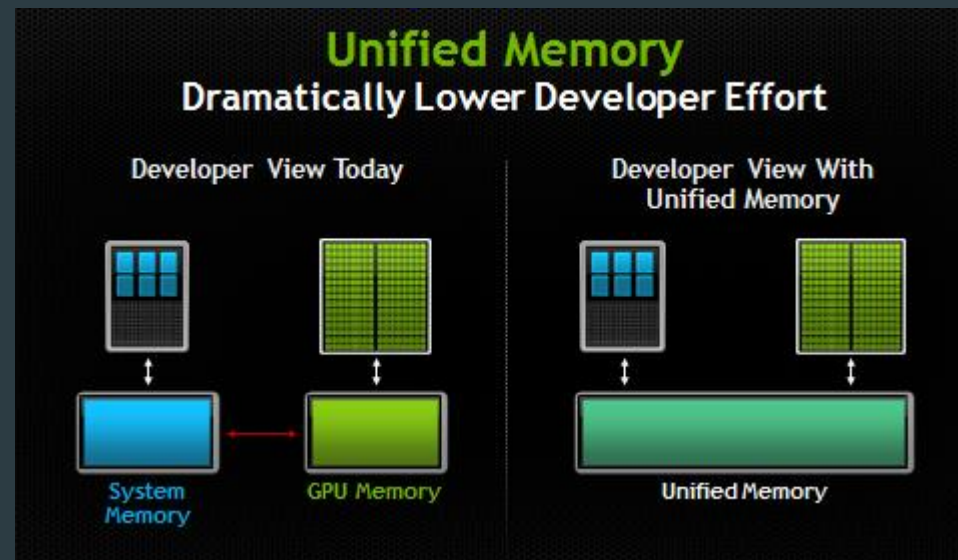 Unified Memory
Dramatically Lower Developer Effort
Developer View Today
Developer View With
Unified Memory
System
Memory
GPU Memory
Unified Memory